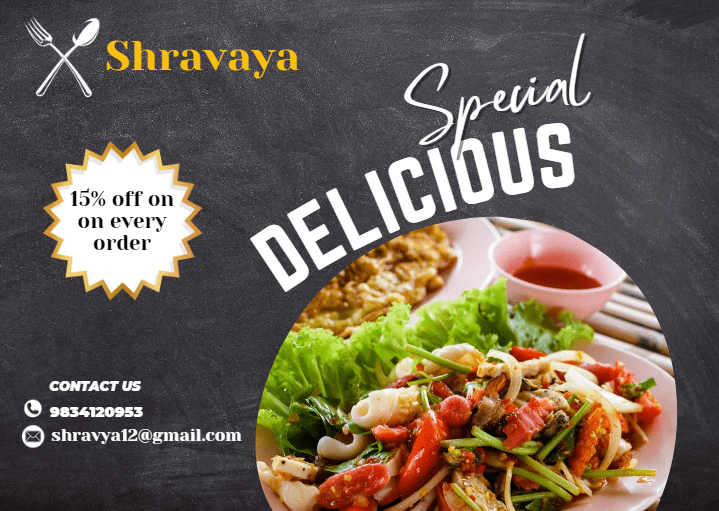 Shravaya
Special
DELICIOUS
15% off on
on every
order
CONTACT US
9834120953
shravya12@gmail.com